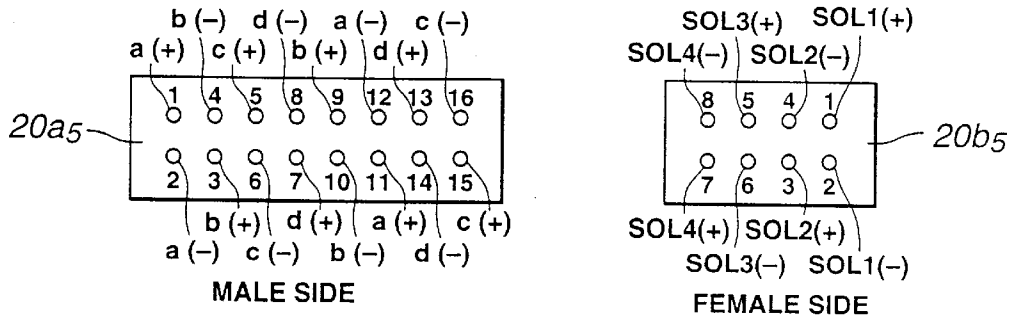 b (–) d (–) a (–) c (–)
a (+) c (+) b (+) d (+)
1 4 5 8 9 12 13 16
20a5
2 3 6 7 10 11 14 15
b (+) d (+) a (+) c (+)
a (–) c (–) b (–) d (–)
MALE SIDE
SOL3(+) SOL1(+)
SOL4(–) SOL2(–)
8 5 4 1
20b5
7 6 3 2
SOL4(+) SOL2(+)
SOL3(–) SOL1(–)
FEMALE SIDE